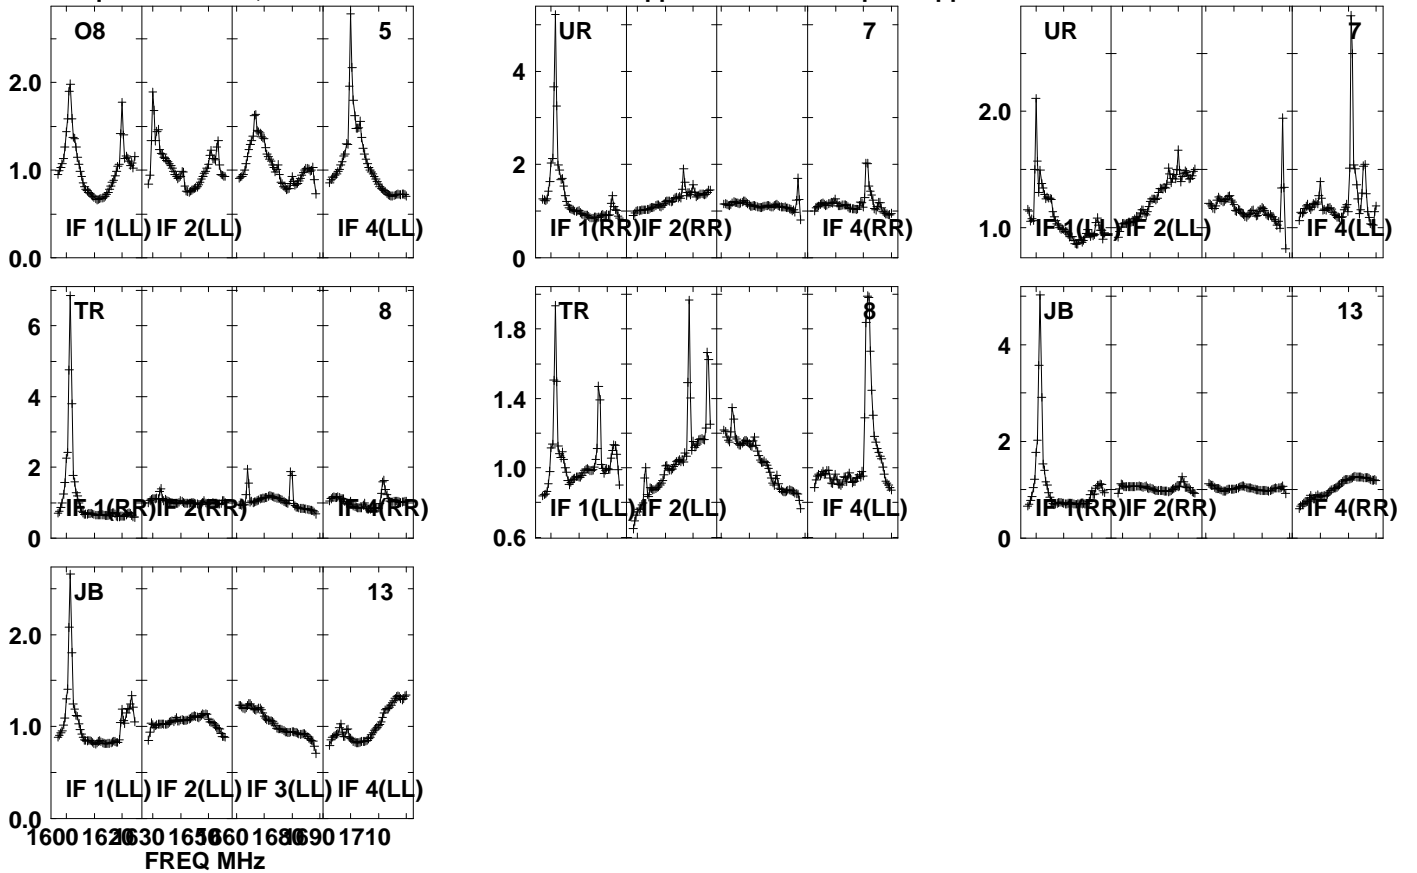 O8 5
2.0
1.0
0.0
IF 1(LL) IF 2(LL) IF 4(LL)
UR 7
4
2
0
IF 1(RR) IF 2(RR) IF 4(RR)
UR 7
2.0
1.0
IF 1(LL) IF 2(LL) IF 4(LL)
TR 8
6
4
2
0
IF 1(RR) IF 2(RR) IF 4(RR)
TR 8
1.8
1.4
1.0
0.6
IF 1(LL) IF 2(LL) IF 4(LL)
JB 13
4
2
0
IF 1(RR) IF 2(RR) IF 4(RR)
JB 13
2.0
1.0
0.0
IF 1(LL) IF 2(LL) IF 3(LL) IF 4(LL)
1600 1620 1630 1650 1660 1680 1690 1710
FREQ MHz